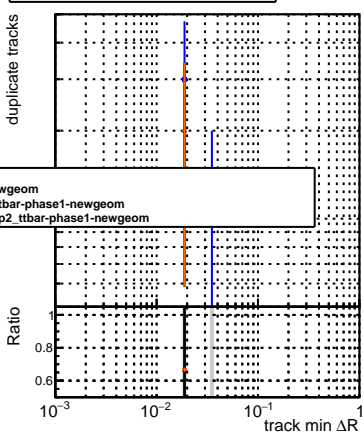 duplicate tracks
wgeom
tbar-phase1-newgeom
p2_ttbar-phase1-newgeom
Ratio
1
0.8
0.6
10−3
10−2
10−1
1
track min ΔR